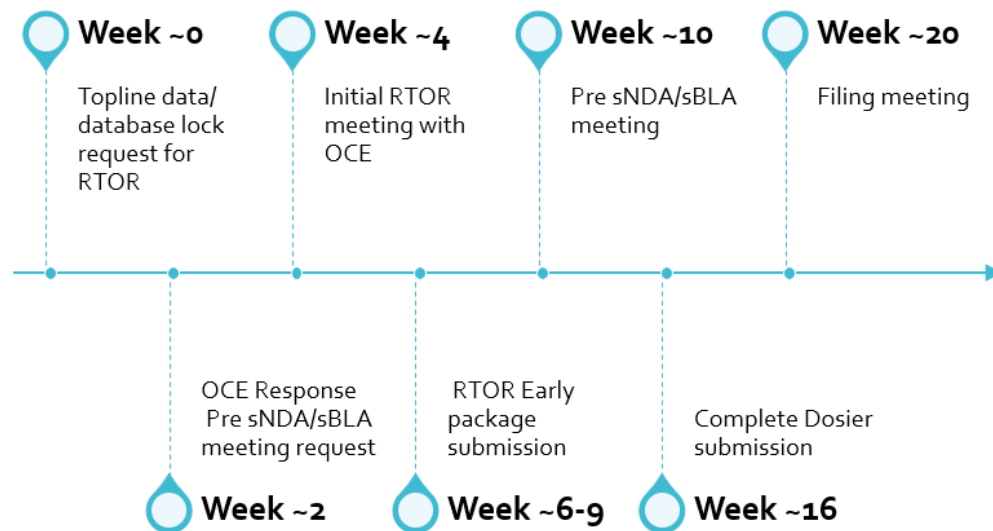 Week ~0
Topline data/
database lock
request for
RTOR
Week ~4
Initial RTOR
meeting with
OCE
Week ~10
Pre sNDA/sBLA
meeting
Week ~20
Filing meeting
OCE Response
Pre sNDA/sBLA
meeting request
Week ~2
RTOR Early
package
submission
Week ~6-9
Complete Dosier
submission
Week ~16